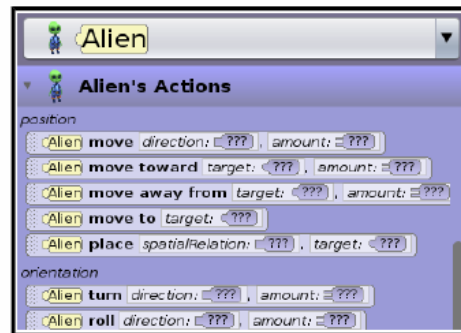 Alien
Alien's Actions
position
Alien move direction: ??? , amount: ???
Alien move toward target: ??? , amount: ???
Alien move away from target: ??? , amount: ???
Alien move to target: ???
Alien place spatialRelation: ??? , target: ???
orientation
Alien turn direction: ??? , amount: ???
Alien roll direction: ??? , amount: ???